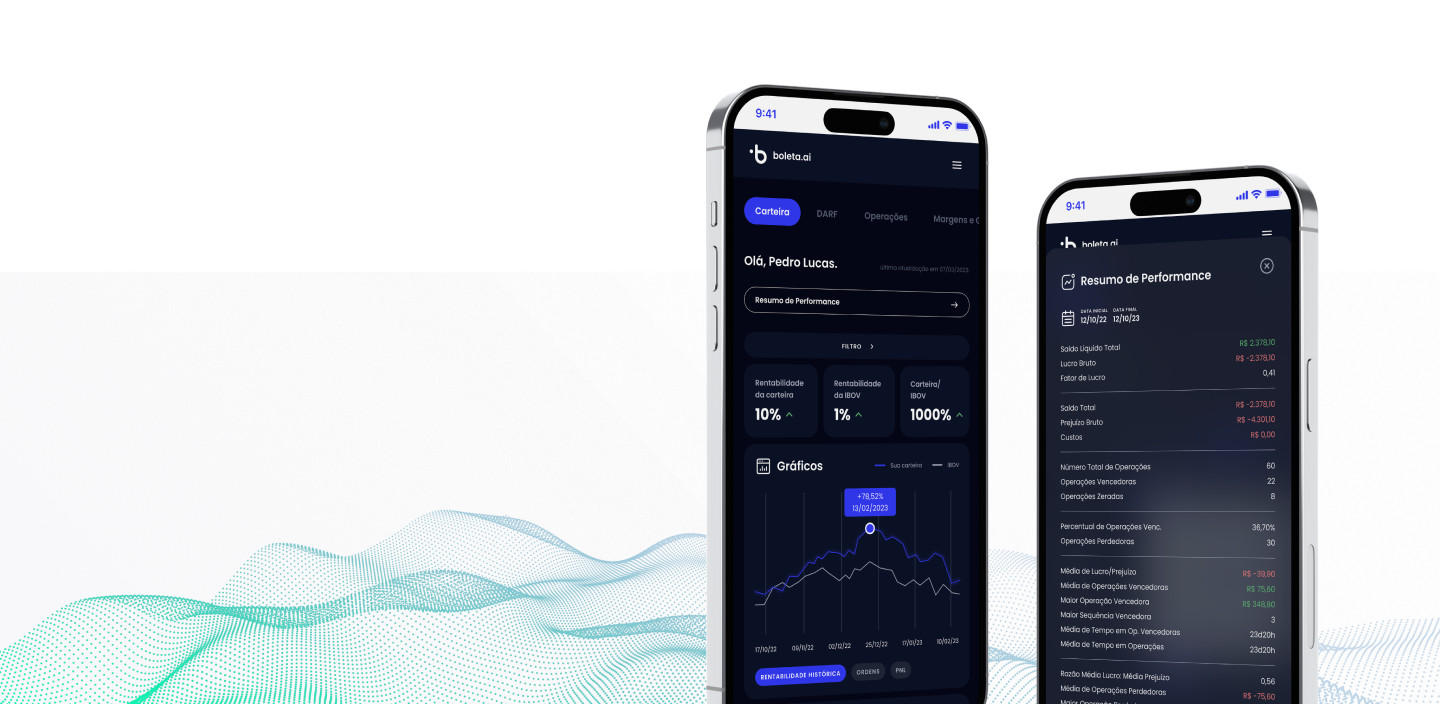 9:41
boleta.ai
Carteira DARF Operações Margens e
Olá, Pedro Lucas.
última atualização em 07/03/2023
Resumo de Performance
FILTRO
Rentabilidade
da carteira
10%
Rentabilidade
da IBOV
1%
Carteira/
IBOV
1000%
Gráficos
Sua carteira IBOV
+78,52%
13/02/2023
17/10/22 09/11/22 02/12/22 25/12/22 17/01/23 10/02/23
RENTABILIDADE HISTÓRICA ORDENS PNL
9:41
boleta.ai
Resumo de Performance
DATA INICIAL DATA FINAL
12/10/22 12/10/23
Saldo Líquido Total R$ 2.378,10
Lucro Bruto R$ -2.378,10
Fator de Lucro 0,41
Saldo Total R$ -2.378,10
Prejuízo Bruto R$ -4.301,10
Custos R$ 0,00
Número Total de Operações 60
Operações Vencedoras 22
Operações Zeradas 8
Percentual de Operações Venc. 36,70%
Operações Perdedoras 30
Média de Lucro/Prejuízo R$ -39,90
Média de Operações Vencedoras R$ 75,60
Maior Operação Vencedora R$ 348,80
Maior Sequência Vencedora 3
Média de Tempo em Op. Vencedoras 23d20h
Média de Tempo em Operações 23d20h
Razão Média Lucro: Média Prejuízo 0,56
Média de Operações Perdedoras R$ -75,60